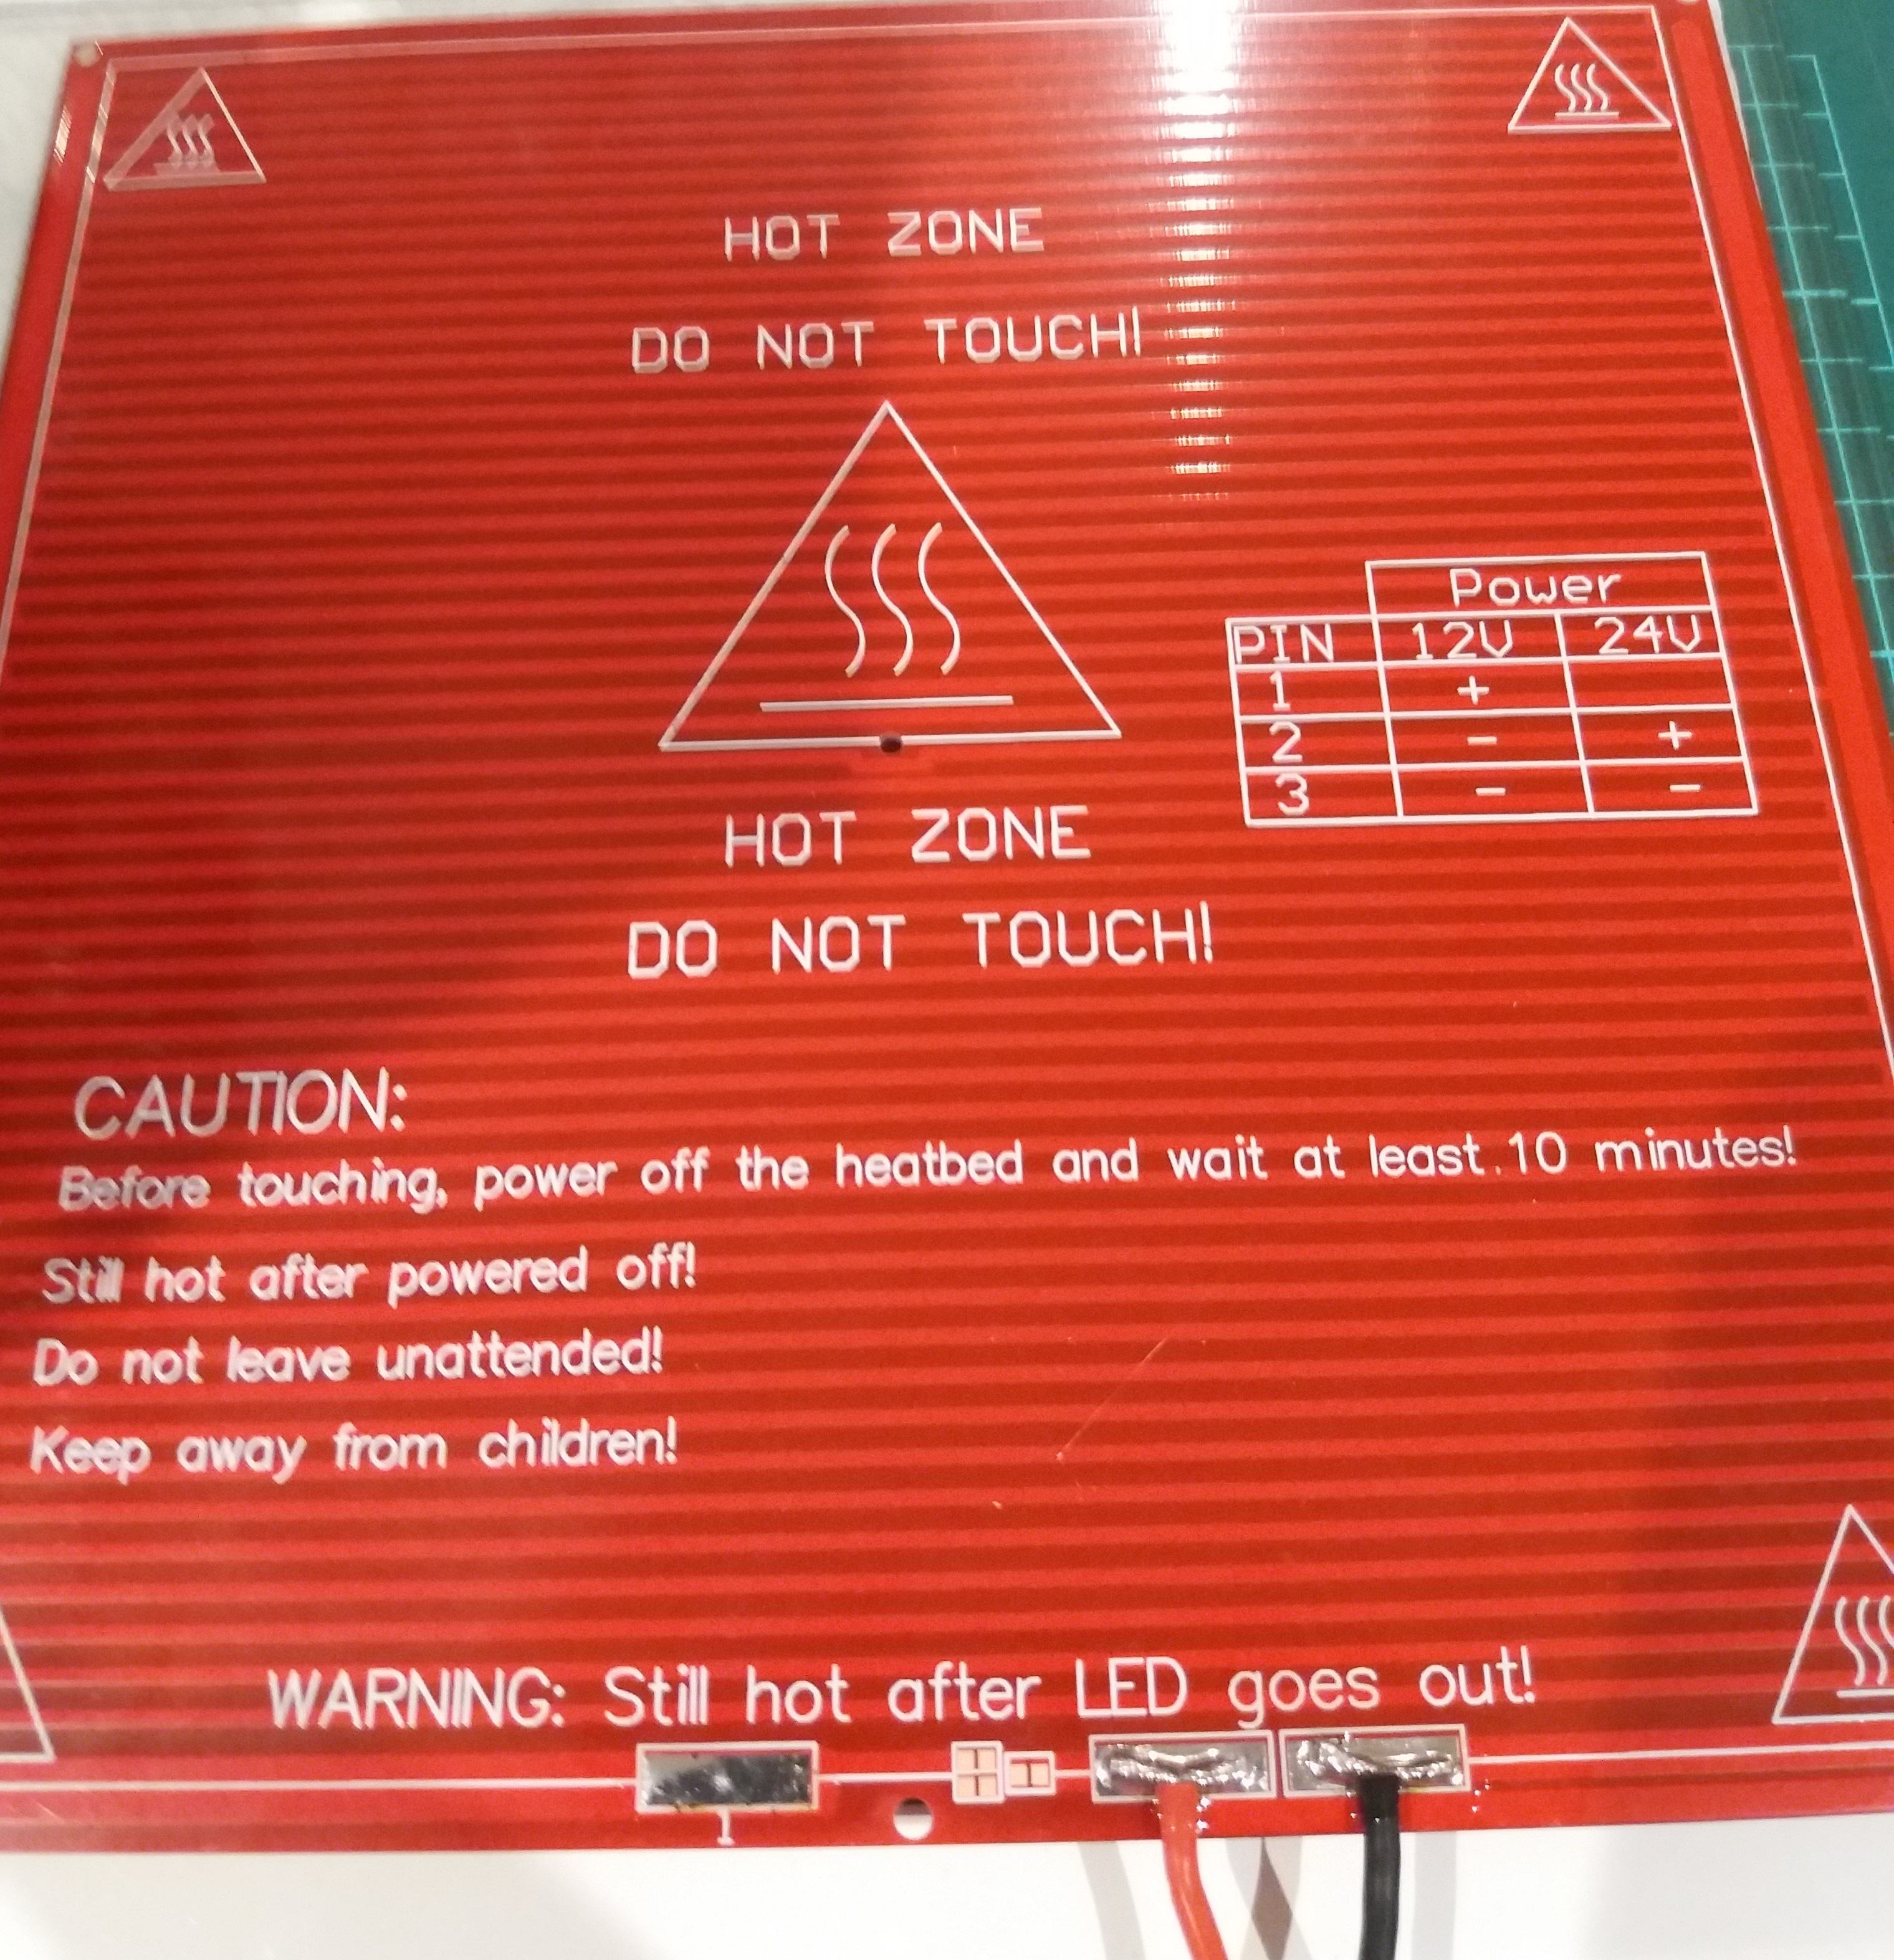 HOT ZONE
DO NOT TOUCH!
Power
PIN 12V 24V
1 +
2 - +
3 - -
HOT ZONE
DO NOT TOUCH!
CAUTION:
Before touching, power off the heatbed and wait at least 10 minutes!
Still hot after powered off!
Do not leave unattended!
Keep away from children!
WARNING: Still hot after LED goes out!
1